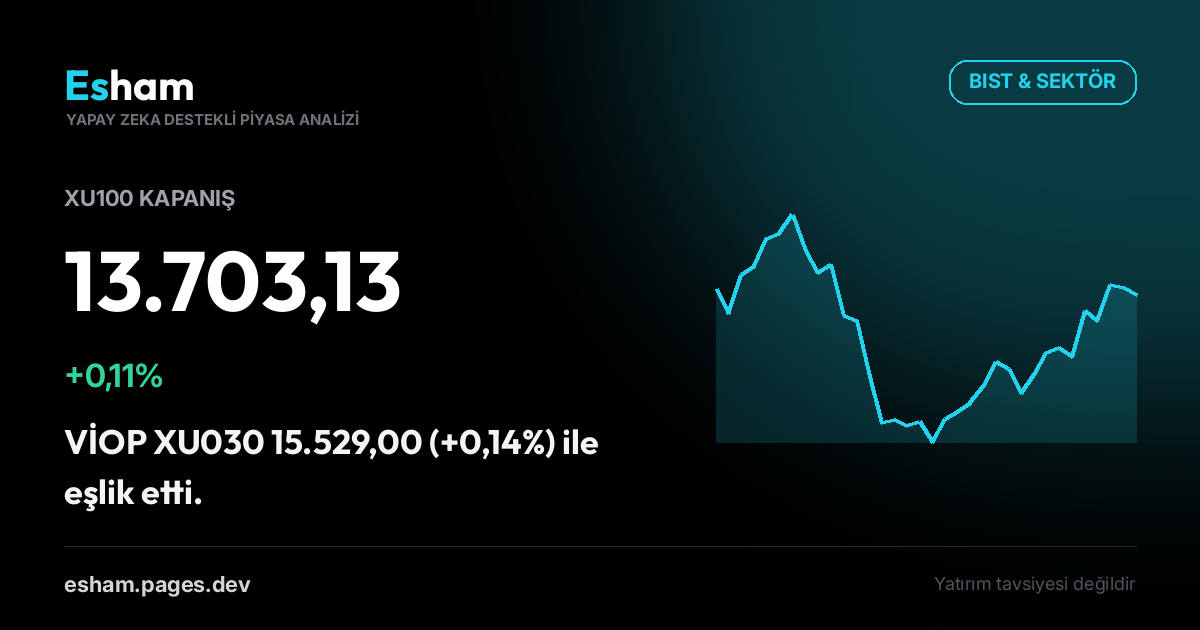 Esham
YAPAY ZEKA DESTEKLİ PİYASA ANALİZİ
BIST & SEKTÖR
XU100 KAPANIŞ
13.703,13
+0,11%
VİOP XU030 15.529,00 (+0,14%) ile
eşlik etti.
esham.pages.dev
Yatırım tavsiyesi değildir